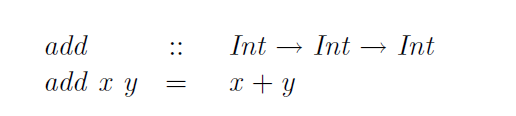 add :: Int → Int → Int
add x y = x + y